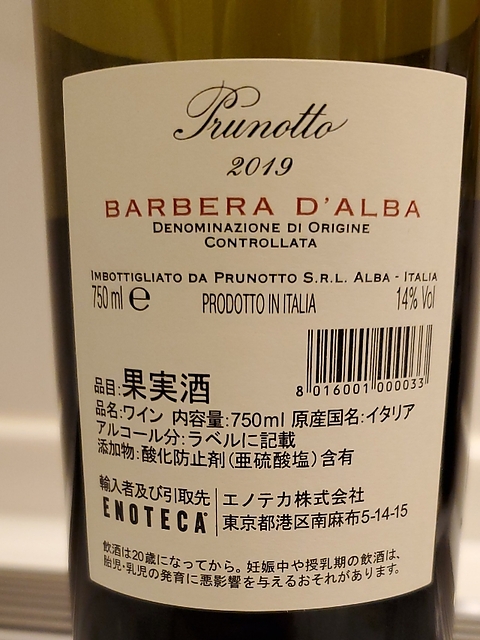 Prunotto
2019
BARBERA D'ALBA
DENOMINAZIONE DI ORIGINE
CONTROLLATA
IMBOTTIGLIATO DA PRUNOTTO S.R.L. ALBA - ITALIA
750 ml e PRODOTTO IN ITALIA 14% Vol
8 016001 000033
品目:果実酒
品名:ワイン 内容量:750ml 原産国名:イタリア
アルコール分:ラベルに記載
添加物:酸化防止剤(亜硫酸塩)含有
輸入者及び引取先 エノテカ株式会社
ENOTECA 東京都港区南麻布5-14-15
飲酒は20歳になってから。妊娠中や授乳期の飲酒は、
胎児・乳児の発育に悪影響を与えるおそれがあります。